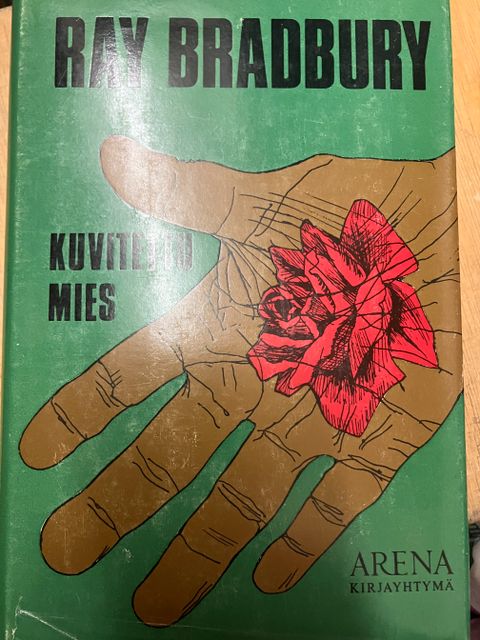 RAY BRADBURY
KUVITETTU
MIES
ARENA
KIRJAYHTYMÄ